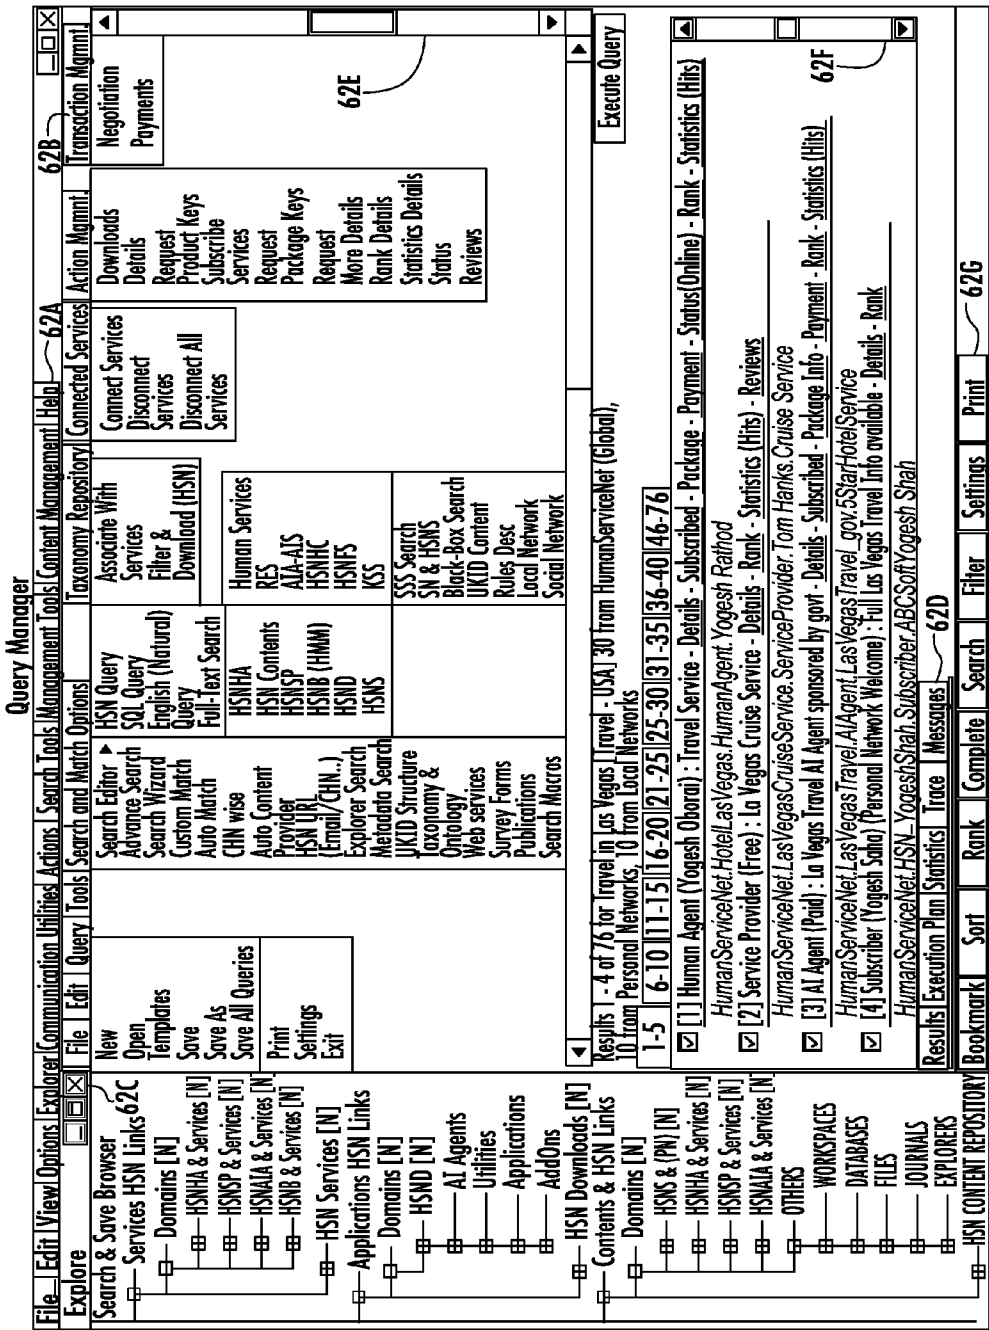 Query Manager
File Edit View Options Explorer Communication Utilities Actions Search Tools Management Tools Content Management Help
62A
62B
Explore
62C
Search & Save Browser
Services HSN Links
Domains [N]
HSNHA & Services [N]
HSNSP & Services [N]
HSNAIA & Services [N]
HSNB & Services [N]
HSN Services [N]
Applications HSN Links
Domains [N]
HSND [N]
AI Agents
Utilities
Applications
AddOns
HSN Downloads [N]
Contents & HSN Links
Domains [N]
HSNS & (PN) [N]
HSNHA & Services [N]
HSNSP & Services [N]
HSNAIA & Services [N]
OTHERS
WORKSPACES
DATABASES
FILES
JOURNALS
EXPLORERS
HSN CONTENT REPOSITORY
File Edit Query Tools Search and Match Options Taxonomy Repository Connected Services Action Mgmnt. Transaction Mgmnt.
New
Open
Templates
Save
Save As
Save All Queries
Print
Settings
Exit
Search Editor
Advance Search
Search Wizard
Custom Match
Auto Match
CHN wise
Auto Content
Provider
HSN URL
(Email/CHN..)
Explorer Search
Metadata Search
UKID Structure
Taxonomy &
Ontology
Web services
Survey Forms
Publications
Search Macros
HSN Query
SQL Query
English (Natural)
Query
Full-Text Search
HSNHA
HSN Contents
HSNSP
HSNB (HMM)
HSND
HSNS
Associate With
Services
Filter &
Download (HSN)
Human Services
RES
AIA-AIS
HSNHC
HSNFS
KSS
SSS Search
SN & HSNS
Black-Box Search
UKID Content
Rules Desc
Local Network
Social Network
Connect Services
Disconnect
Services
Disconnect All
Services
Downloads
Details
Request
Product Keys
Subscribe
Services
Request
Package Keys
Request
More Details
Rank Details
Statistics Details
Status
Reviews
Negotiation
Payments
62E
Execute Query
Results 1 - 4 of 76 for Travel in Las Vegas (Travel - USA) 30 from HumanServiceNet (Global),
10 from Personal Networks, 10 from Local Networks
1-5 6-10 11-15 16-20 21-25 25-30 31-35 36-40 46-76
[1] Human Agent (Yogesh Oboral) : Travel Service - Details - Subscribed - Package - Payment - Status(Online) - Rank - Statistics (Hits)
HumanServiceNet.HotelLasVegas.HumanAgent.Yogesh Rathod
[2] Service Provider (Free) : La Vegas Cruise Service - Details - Rank - Statistics (Hits) - Reviews
HumanServiceNet.LasVegasCruiseService.ServiceProvider.Tom Hanks.Cruise Service
[3] AI Agent (Paid) : La Vegas Travel AI Agent sponsored by govt - Details - Subscribed - Package Info - Payment - Rank - Statistics (Hits)
HumanServiceNet.LasVegasTravel.AIAgent.LasVegasTravel_gov.5StarHotelService
[4] Subscriber (Yogesh Saha) (Personal Network Welcome) : Full Las Vegas Travel Info available - Details - Rank
HumanServiceNet.HSN_YogeshShah.Subscriber.ABCSoftYogesh Shah
62F
Results Execution Plan Statistics Trace Messages
62D
Bookmark Sort Rank Complete Search Filter Settings Print
62G